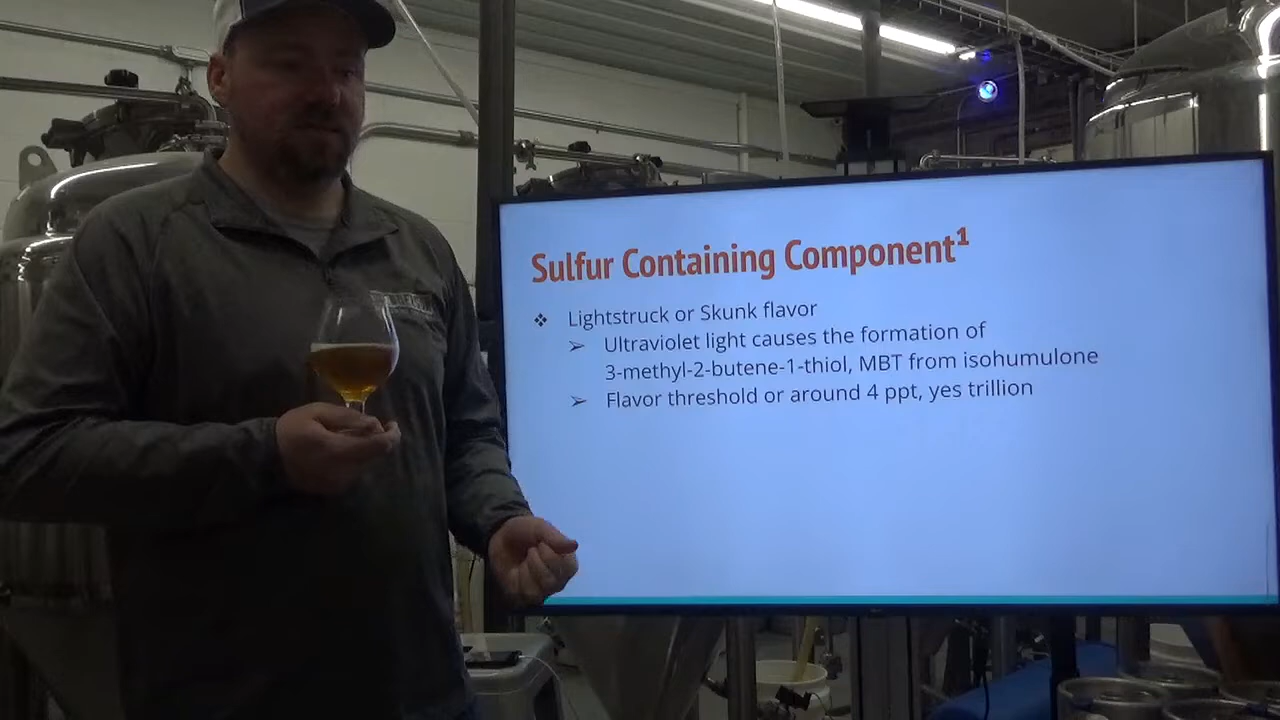 Sulfur Containing Component¹
❖ Lightstruck or Skunk flavor
➢ Ultraviolet light causes the formation of
3-methyl-2-butene-1-thiol, MBT from isohumulone
➢ Flavor threshold or around 4 ppt, yes trillion